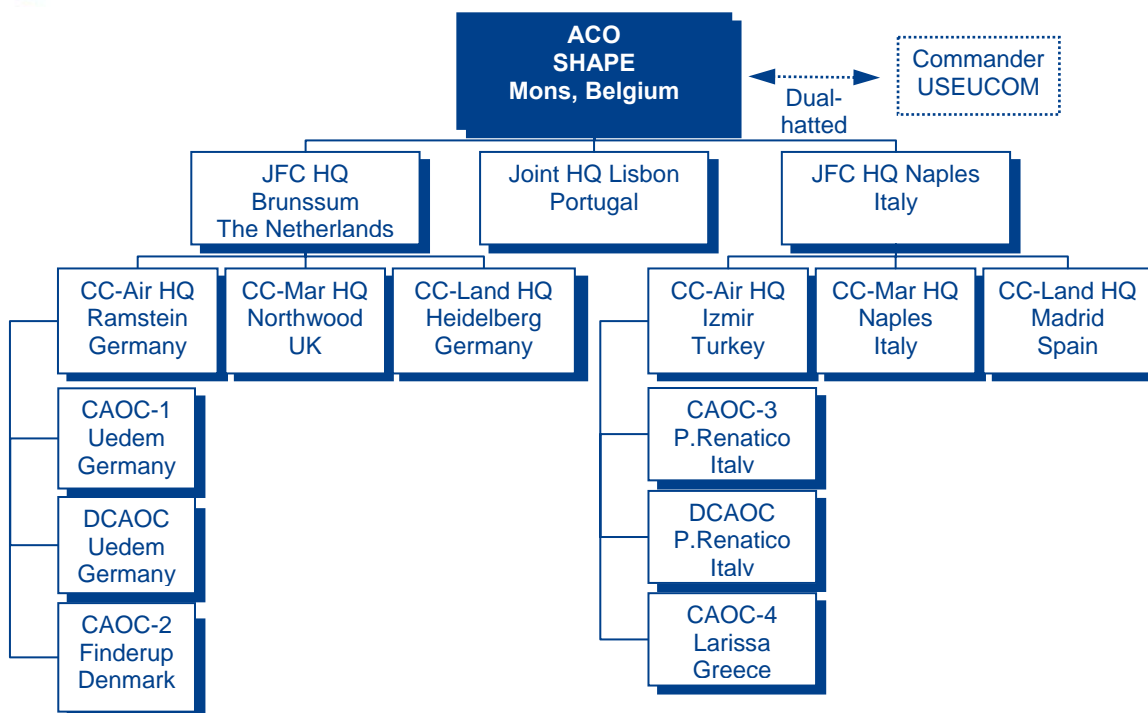 ACO
SHAPE
Mons, Belgium
Commander
USEUCOM
Dual-
hatted
JFC HQ
Brunssum
The Netherlands
Joint HQ Lisbon
Portugal
JFC HQ Naples
Italy
CC-Air HQ
Ramstein
Germany
CC-Mar HQ
Northwood
UK
CC-Land HQ
Heidelberg
Germany
CC-Air HQ
Izmir
Turkey
CC-Mar HQ
Naples
Italy
CC-Land HQ
Madrid
Spain
CAOC-1
Uedem
Germany
DCAOC
Uedem
Germany
CAOC-2
Finderup
Denmark
CAOC-3
P.Renatico
Italy
DCAOC
P.Renatico
Italy
CAOC-4
Larissa
Greece